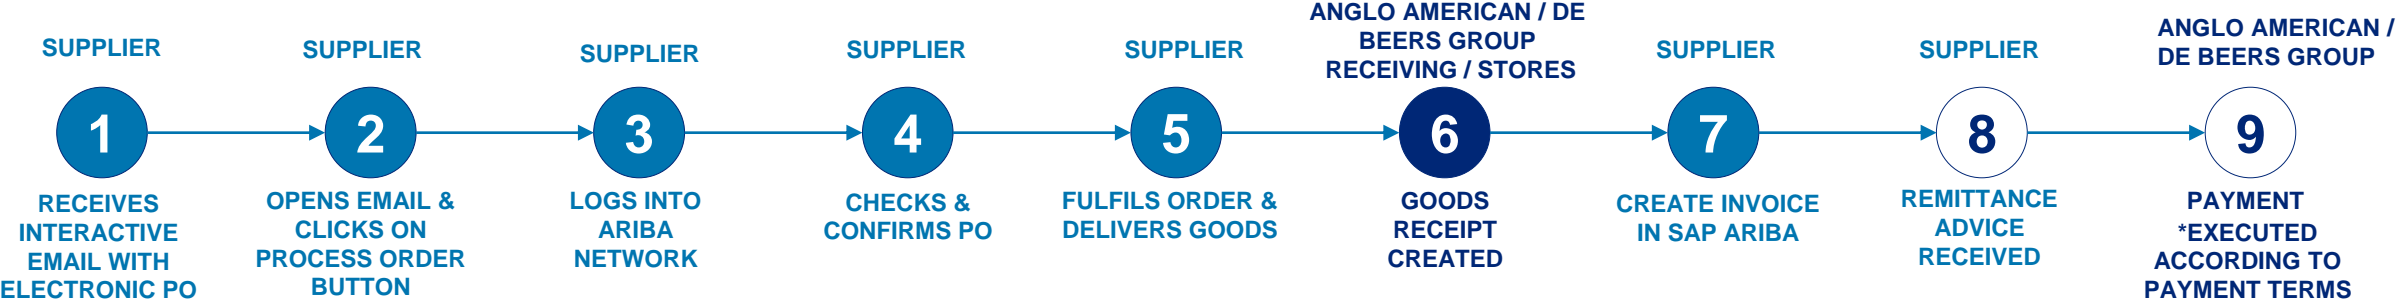 SUPPLIER
1
RECEIVES
INTERACTIVE
EMAIL WITH
ELECTRONIC PO
SUPPLIER
2
OPENS EMAIL &
CLICKS ON
PROCESS ORDER
BUTTON
SUPPLIER
3
LOGS INTO
ARIBA
NETWORK
SUPPLIER
4
CHECKS &
CONFIRMS PO
SUPPLIER
5
FULFILS ORDER &
DELIVERS GOODS
ANGLO AMERICAN / DE
BEERS GROUP
RECEIVING / STORES
6
GOODS
RECEIPT
CREATED
SUPPLIER
7
CREATE INVOICE
IN SAP ARIBA
SUPPLIER
8
REMITTANCE
ADVICE
RECEIVED
ANGLO AMERICAN /
DE BEERS GROUP
9
PAYMENT
*EXECUTED
ACCORDING TO
PAYMENT TERMS